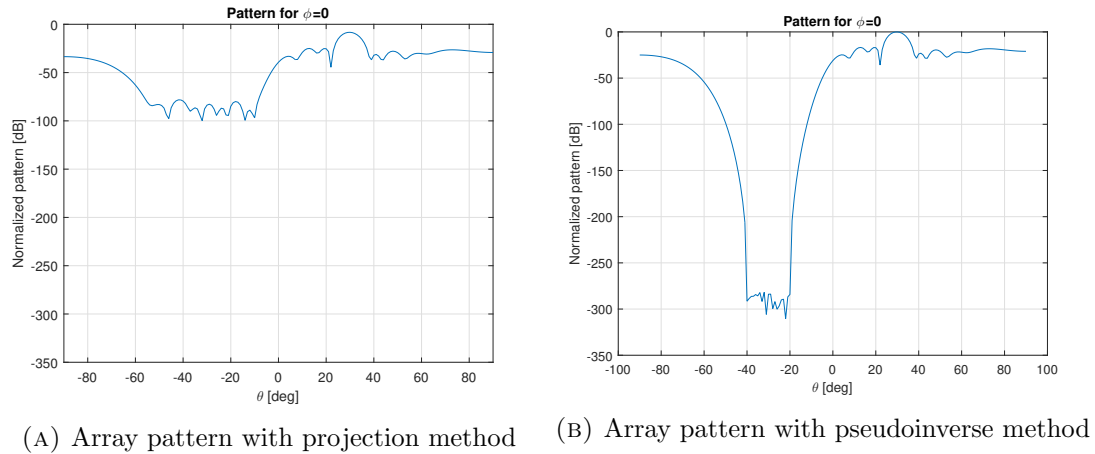 Pattern for ϕ=0
0
-50
-100
-150
-200
-250
-300
-350
Normalized pattern [dB]
-80 -60 -40 -20 0 20 40 60 80
θ [deg]
(A) Array pattern with projection method
Pattern for ϕ=0
0
-50
-100
-150
-200
-250
-300
-350
Normalized pattern [dB]
-100 -80 -60 -40 -20 0 20 40 60 80 100
θ [deg]
(B) Array pattern with pseudoinverse method